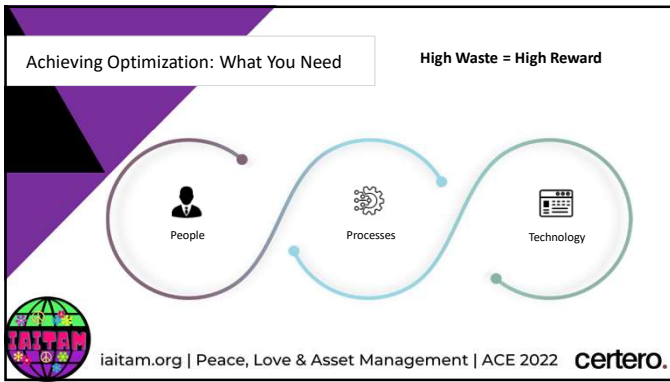 Achieving Optimization: What You Need
High Waste = High Reward
People
Processes
Technology
IAITAM
iaitam.org | Peace, Love & Asset Management | ACE 2022
certero.